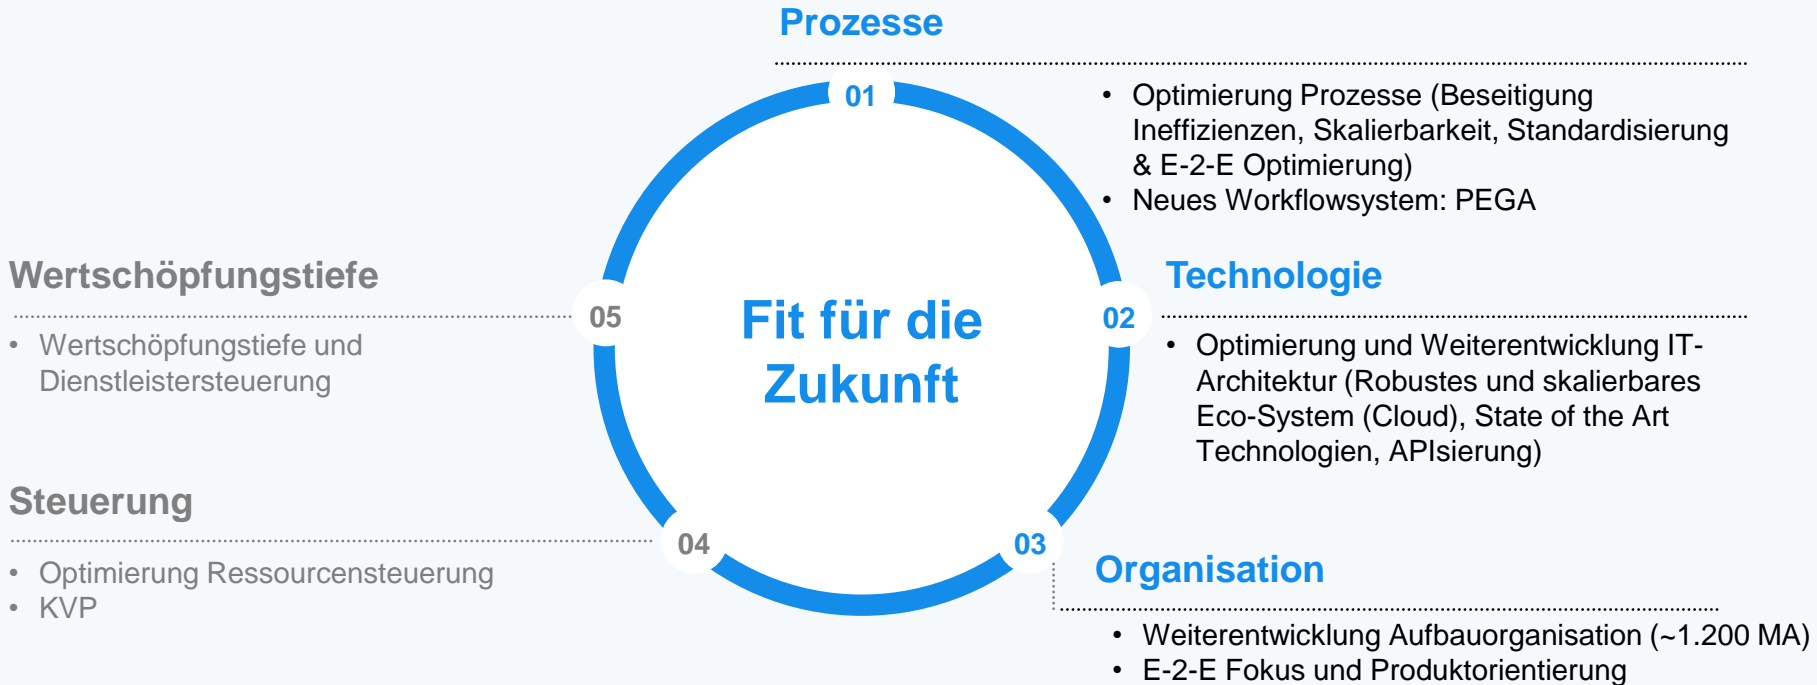 Prozesse
01
• Optimierung Prozesse (Beseitigung
Ineffizienzen, Skalierbarkeit, Standardisierung
& E-2-E Optimierung)
• Neues Workflowsystem: PEGA
Technologie
02
• Optimierung und Weiterentwicklung IT-
Architektur (Robustes und skalierbares
Eco-System (Cloud), State of the Art
Technologien, APIsierung)
Organisation
03
• Weiterentwicklung Aufbauorganisation (~1.200 MA)
• E-2-E Fokus und Produktorientierung
Steuerung
04
• Optimierung Ressourcensteuerung
• KVP
Wertschöpfungstiefe
05
• Wertschöpfungstiefe und
Dienstleistersteuerung
Fit für die
Zukunft